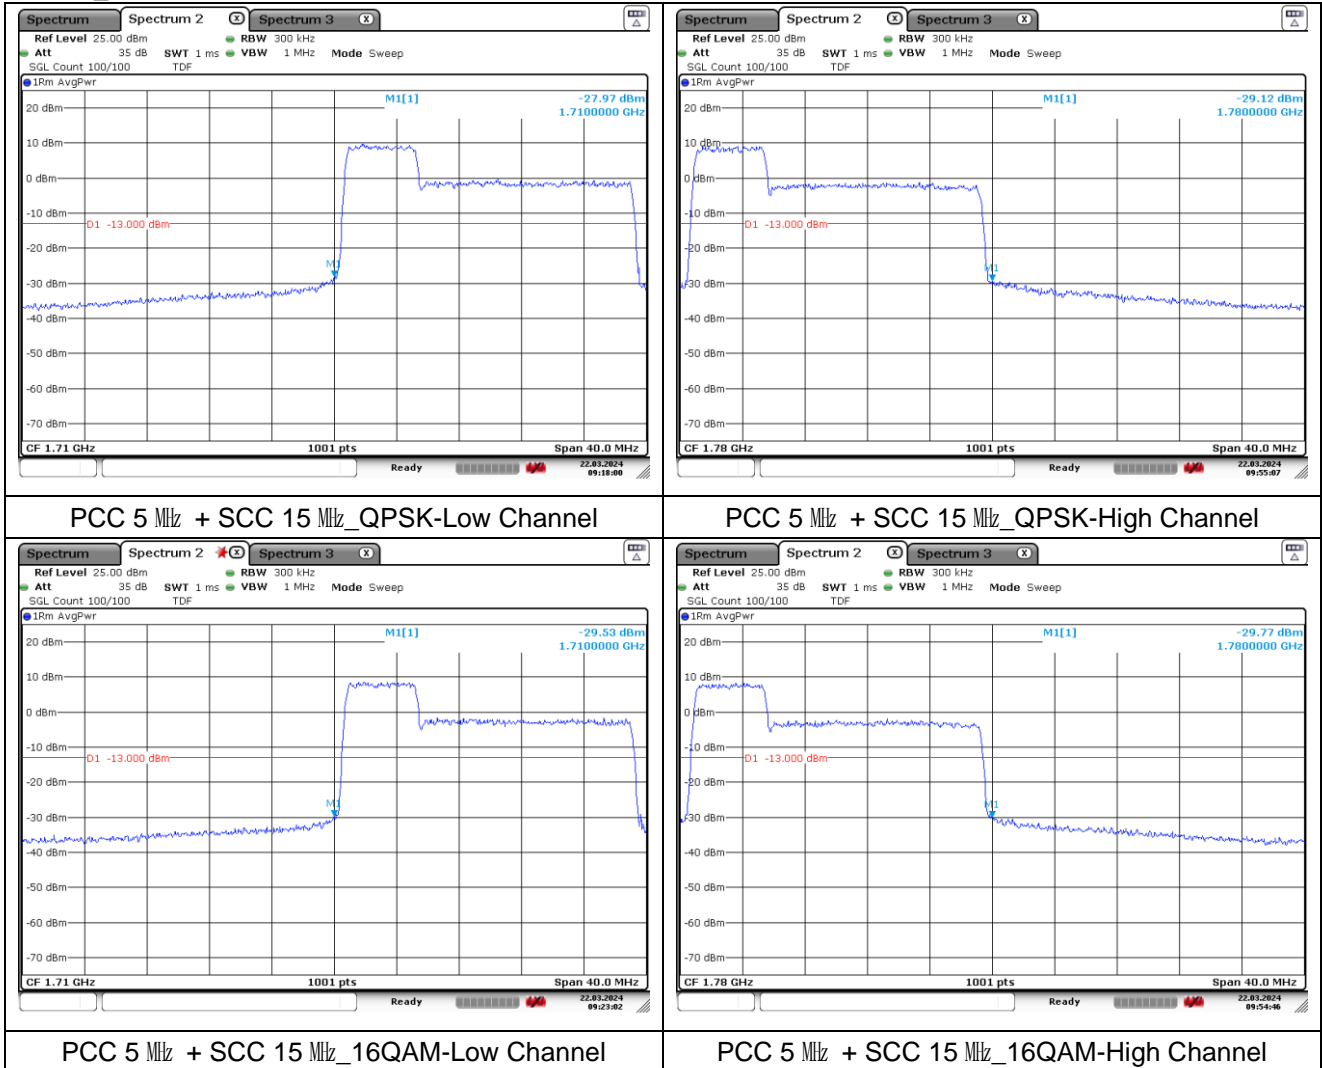 Spectrum Spectrum 2 X Spectrum 3 X
Ref Level 25.00 dBm RBW 300 kHz
Att 35 dB SWT 1 ms VBW 1 MHz Mode Sweep
SGL Count 100/100 TDF
1Rm AvgPwr
M1[1] -27.97 dBm
1.7100000 GHz
20 dBm
10 dBm
0 dBm
-10 dBm
D1 -13.000 dBm
-20 dBm
M1
-30 dBm
-40 dBm
-50 dBm
-60 dBm
-70 dBm
CF 1.71 GHz 1001 pts Span 40.0 MHz
Ready 22.03.2024
09:18:00
PCC 5 ㎒ + SCC 15 ㎒_QPSK-Low Channel
Spectrum Spectrum 2 X Spectrum 3 X
Ref Level 25.00 dBm RBW 300 kHz
Att 35 dB SWT 1 ms VBW 1 MHz Mode Sweep
SGL Count 100/100 TDF
1Rm AvgPwr
M1[1] -29.12 dBm
1.7800000 GHz
20 dBm
10 dBm
0 dBm
-10 dBm
D1 -13.000 dBm
-20 dBm
M1
-30 dBm
-40 dBm
-50 dBm
-60 dBm
-70 dBm
CF 1.78 GHz 1001 pts Span 40.0 MHz
Ready 22.03.2024
09:55:07
PCC 5 ㎒ + SCC 15 ㎒_QPSK-High Channel
Spectrum Spectrum 2 X Spectrum 3 X
Ref Level 25.00 dBm RBW 300 kHz
Att 35 dB SWT 1 ms VBW 1 MHz Mode Sweep
SGL Count 100/100 TDF
1Rm AvgPwr
M1[1] -29.53 dBm
1.7100000 GHz
20 dBm
10 dBm
0 dBm
-10 dBm
D1 -13.000 dBm
-20 dBm
M1
-30 dBm
-40 dBm
-50 dBm
-60 dBm
-70 dBm
CF 1.71 GHz 1001 pts Span 40.0 MHz
Ready 22.03.2024
09:23:02
PCC 5 ㎒ + SCC 15 ㎒_16QAM-Low Channel
Spectrum Spectrum 2 X Spectrum 3 X
Ref Level 25.00 dBm RBW 300 kHz
Att 35 dB SWT 1 ms VBW 1 MHz Mode Sweep
SGL Count 100/100 TDF
1Rm AvgPwr
M1[1] -29.77 dBm
1.7800000 GHz
20 dBm
10 dBm
0 dBm
-10 dBm
D1 -13.000 dBm
-20 dBm
M1
-30 dBm
-40 dBm
-50 dBm
-60 dBm
-70 dBm
CF 1.78 GHz 1001 pts Span 40.0 MHz
Ready 22.03.2024
09:54:46
PCC 5 ㎒ + SCC 15 ㎒_16QAM-High Channel